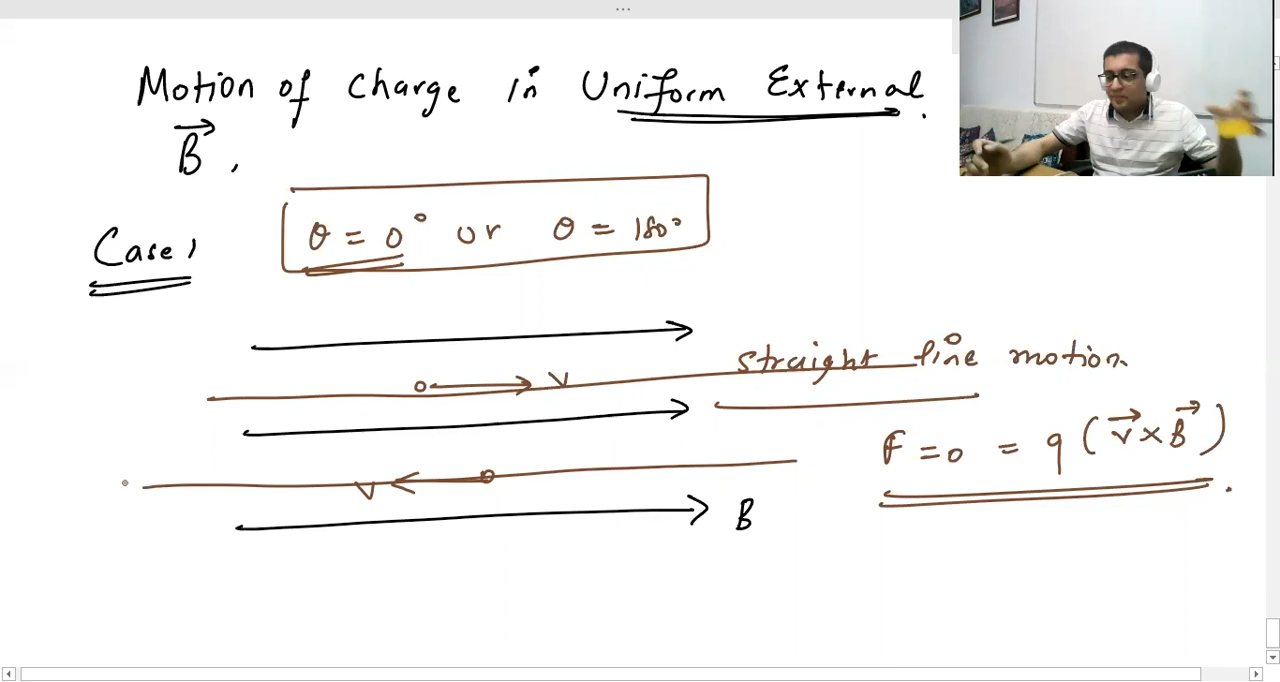 Motion of Charge in Uniform External.
B⃗,
Case 1
θ = 0° or θ = 180°
straight line motion
V
F = 0 = q (v⃗ × B⃗).
V
B